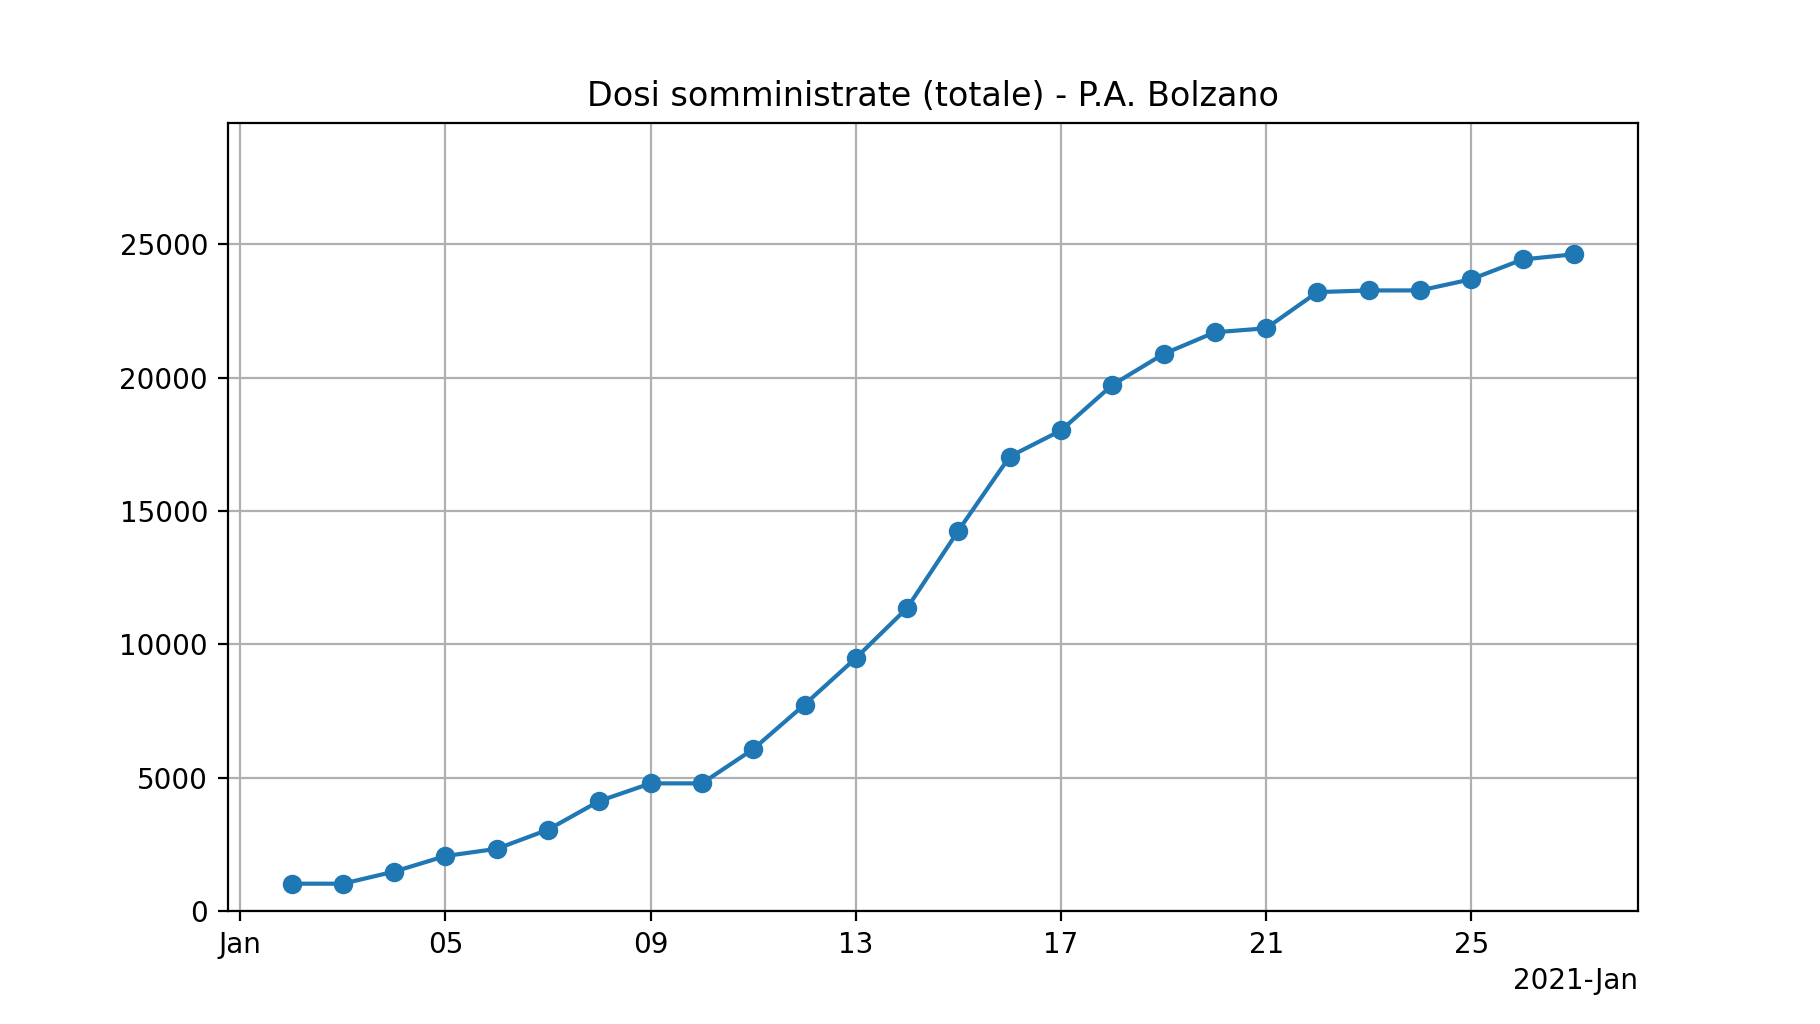 Dosi somministrate (totale) - P.A. Bolzano
25000
20000
15000
10000
5000
0
Jan 05 09 13 17 21 25
2021-Jan